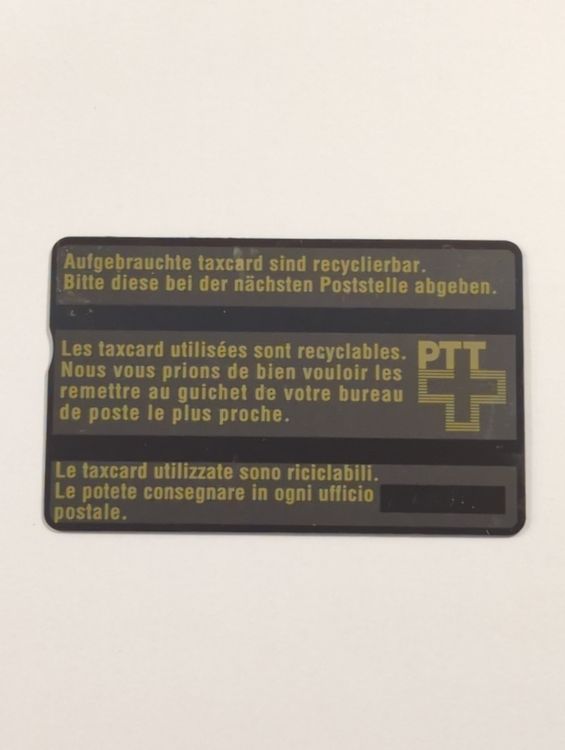 Aufgebrauchte taxcard sind recyclierbar.
Bitte diese bei der nächsten Poststelle abgeben.
Les taxcard utilisées sont recyclables.
Nous vous prions de bien vouloir les
remettre au guichet de votre bureau
de poste le plus proche.
PTT
Le taxcard utilizzate sono riciclabili.
Le potete consegnare in ogni ufficio
postale.